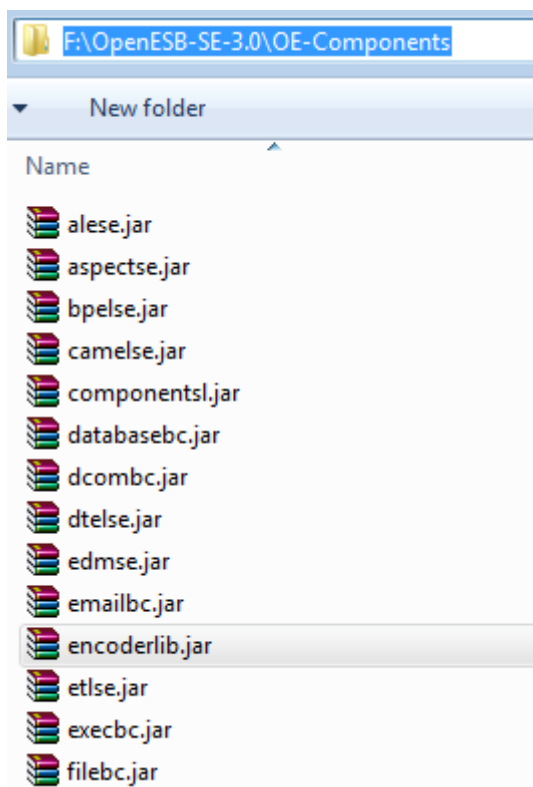 F:\OpenESB-SE-3.0\OE-Components
New folder
Name
alese.jar
aspectse.jar
bpelse.jar
camelse.jar
componentsl.jar
databasebc.jar
dcombc.jar
dtelse.jar
edmse.jar
emailbc.jar
encoderlib.jar
etlse.jar
execbc.jar
filebc.jar